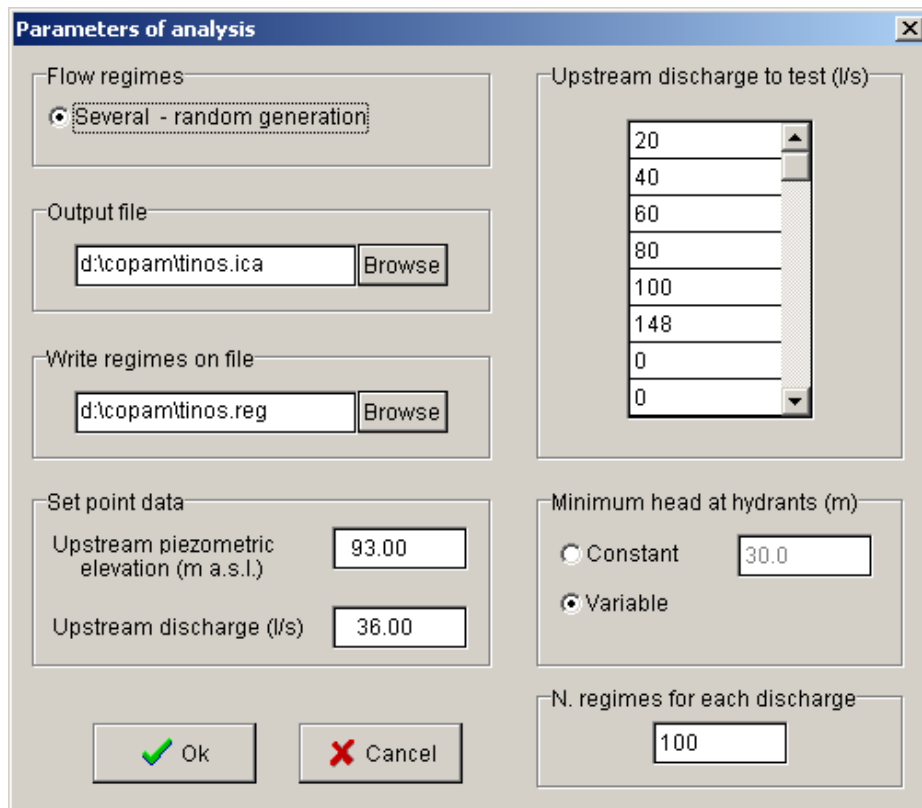 Parameters of analysis
Flow regimes
Several - random generation
Output file
d:\copam\tinos.ica
Browse
Write regimes on file
d:\copam\tinos.reg
Browse
Set point data
Upstream piezometric
elevation (m a.s.l.)
93.00
Upstream discharge (l/s)
36.00
Ok
Cancel
Upstream discharge to test (l/s)
20
40
60
80
100
148
0
0
Minimum head at hydrants (m)
Constant
30.0
Variable
N. regimes for each discharge
100